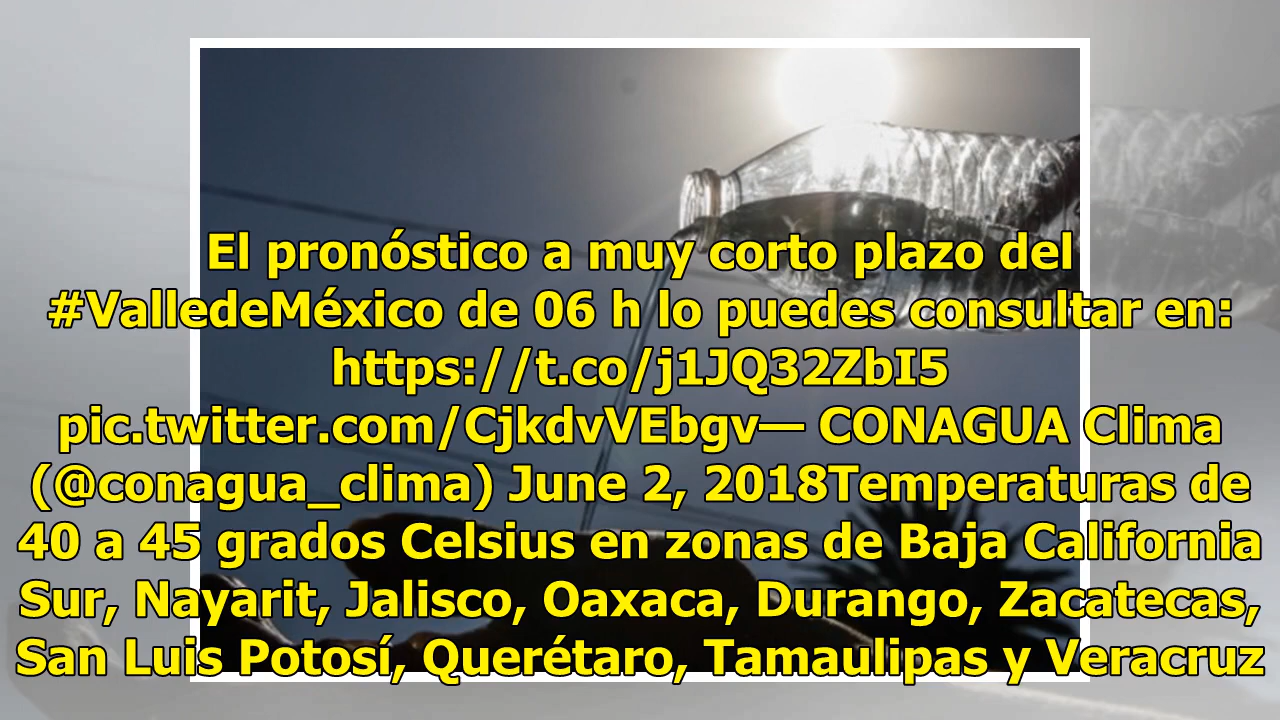 El pronóstico a muy corto plazo del
#ValledeMéxico de 06 h lo puedes consultar en:
https://t.co/j1JQ32ZbI5
pic.twitter.com/CjkdvVEbgv— CONAGUA Clima
(@conagua_clima) June 2, 2018Temperaturas de
40 a 45 grados Celsius en zonas de Baja California
Sur, Nayarit, Jalisco, Oaxaca, Durango, Zacatecas,
San Luis Potosí, Querétaro, Tamaulipas y Veracruz